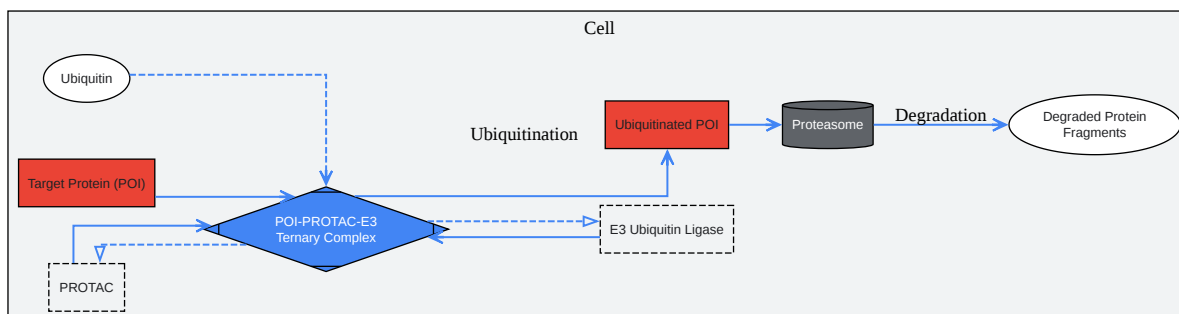 Cell
Ubiquitin
Ubiquitination
Ubiquitinated POI
Proteasome
Degradation
Degraded Protein
Fragments
Target Protein (POI)
POI-PROTAC-E3
Ternary Complex
E3 Ubiquitin Ligase
PROTAC